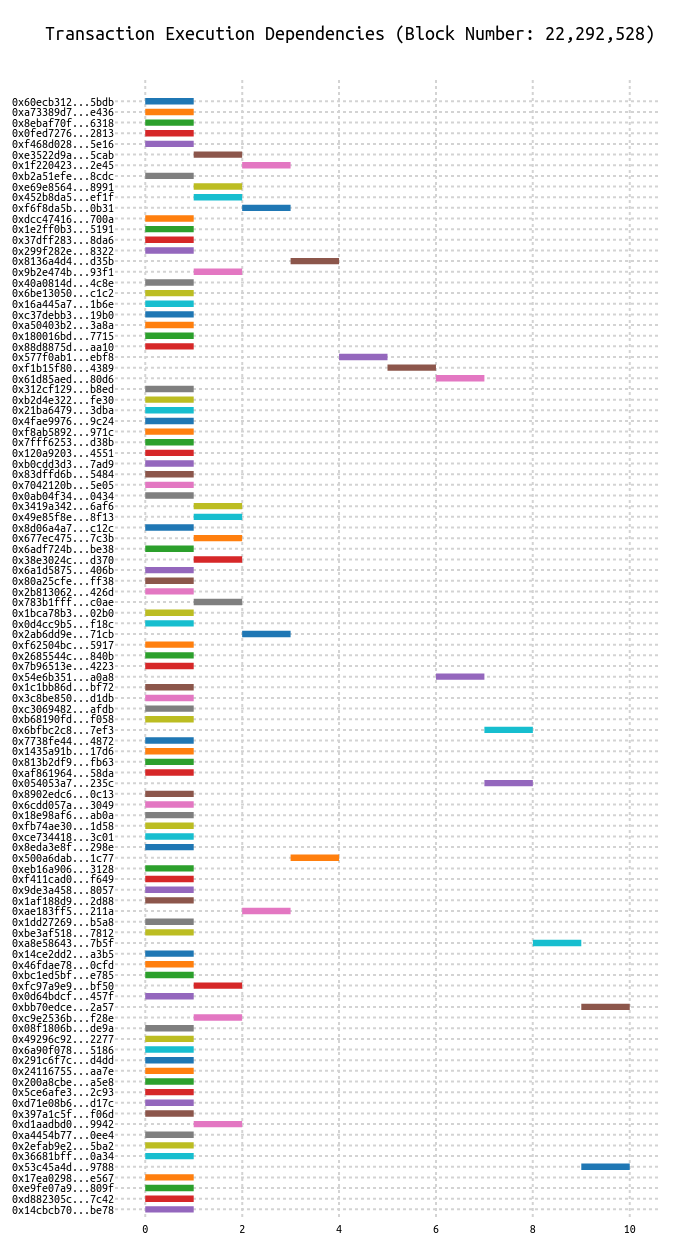 Transaction Execution Dependencies (Block Number: 22,292,528)
0x60ecb312...5bdb
0xa73389d7...e436
0x8ebaf70f...6318
0x0fed7276...2813
0xf468d028...5e16
0xe3522d9a...5cab
0x1f220423...2e45
0xb2a51efe...8cdc
0xe69e8564...8991
0x452b8da5...ef1f
0xf6f8da5b...0b31
0xdcc47416...700a
0x1e2ff0b3...5191
0x37dff283...8da6
0x299f282e...8322
0x8136a4d4...d35b
0x9b2e474b...93f1
0x40a0814d...4c8e
0x6be13050...c1c2
0x16a445a7...1b6e
0xc37debb3...19b0
0xa50403b2...3a8a
0x180016bd...7715
0x88d8875d...aa10
0x577f0ab1...ebf8
0xf1b15f80...4389
0x61d85aed...80d6
0x312cf129...b8ed
0xb2d4e322...fe30
0x21ba6479...3dba
0x4fae9976...9c24
0xf8ab5892...971c
0x7fff6253...d38b
0x120a9203...4551
0xb0cdd3d3...7ad9
0x83dffd6b...5484
0x7042120b...5e05
0x0ab04f34...0434
0x3419a342...6af6
0x49e85f8e...8f13
0x8d06a4a7...c12c
0x677ec475...7c3b
0x6adf724b...be38
0x38e3024c...d370
0x6a1d5875...406b
0x80a25cfe...ff38
0x2b813062...426d
0x783b1fff...c0ae
0x1bca78b3...02b0
0x0d4cc9b5...f18c
0x2ab6dd9e...71cb
0xf62504bc...5917
0x2685544c...840b
0x7b96513e...4223
0x54e6b351...a0a8
0x1c1bb86d...bf72
0x3c8be850...d1db
0xc3069482...afdb
0xb68190fd...f058
0x6bfbc2c8...7ef3
0x7738fe44...4872
0x1435a91b...17d6
0x813b2df9...fb63
0xaf861964...58da
0x054053a7...235c
0x8902edc6...0c13
0x6cdd057a...3049
0x18e98af6...ab0a
0xfb74ae30...1d58
0xce734418...3c01
0x8eda3e8f...298e
0x500a6dab...1c77
0xeb16a906...3128
0xf411cad0...f649
0x9de3a458...8057
0x1af188d9...2d88
0xae183ff5...211a
0x1dd27269...b5a8
0xbe3af518...7812
0xa8e58643...7b5f
0x14ce2dd2...a3b5
0x46fdae78...0cfd
0xbc1ed5bf...e785
0xfc97a9e9...bf50
0x0d64bdcf...457f
0xbb70edce...2a57
0xc9e2536b...f28e
0x08f1806b...de9a
0x49296c92...2277
0x6a90f078...5186
0x291c6f7c...d4dd
0x24116755...aa7e
0x200a8cbe...a5e8
0x5ce6afe3...2c93
0xd71e08b6...d17c
0x397a1c5f...f06d
0xd1aadbd0...9942
0xa4454b77...0ee4
0x2efab9e2...5ba2
0x36681bff...0a34
0x53c45a4d...9788
0x17ea0298...e567
0xe9fe07a9...809f
0xd882305c...7c42
0x14cbcb70...be78
0 2 4 6 8 10